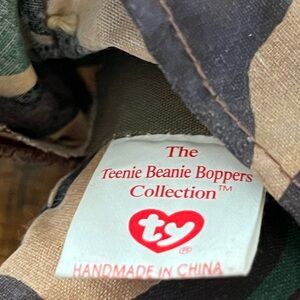 The
Teenie Beanie Boppers
Collection™
ty®
HANDMADE IN CHINA